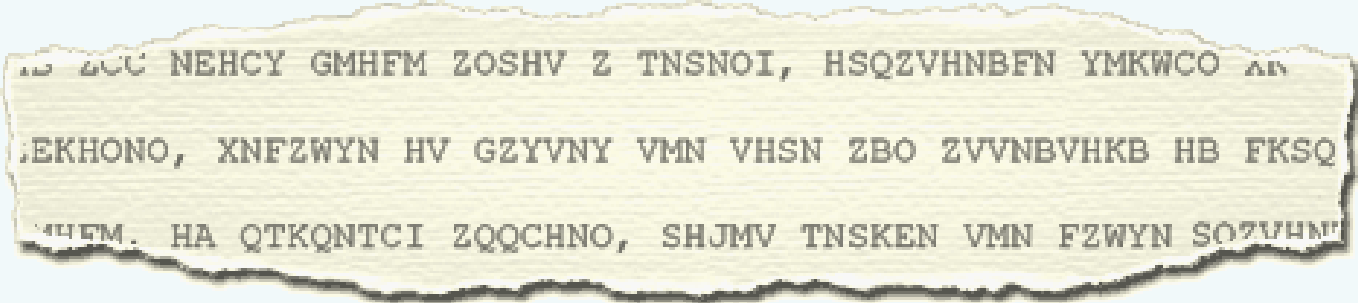 ZCC NEHCY GMHFM ZOSHV Z TNSNOI, HSQZVHNBFN YMKWCO
EKHONO, XNFZWYN HV GZYVNY VMN VHSN ZBO ZVVNBVHKB HB FKSQ
HA QTKQNTCI ZQQCHNO, SHJMV TNSKEN VMN FZWYN